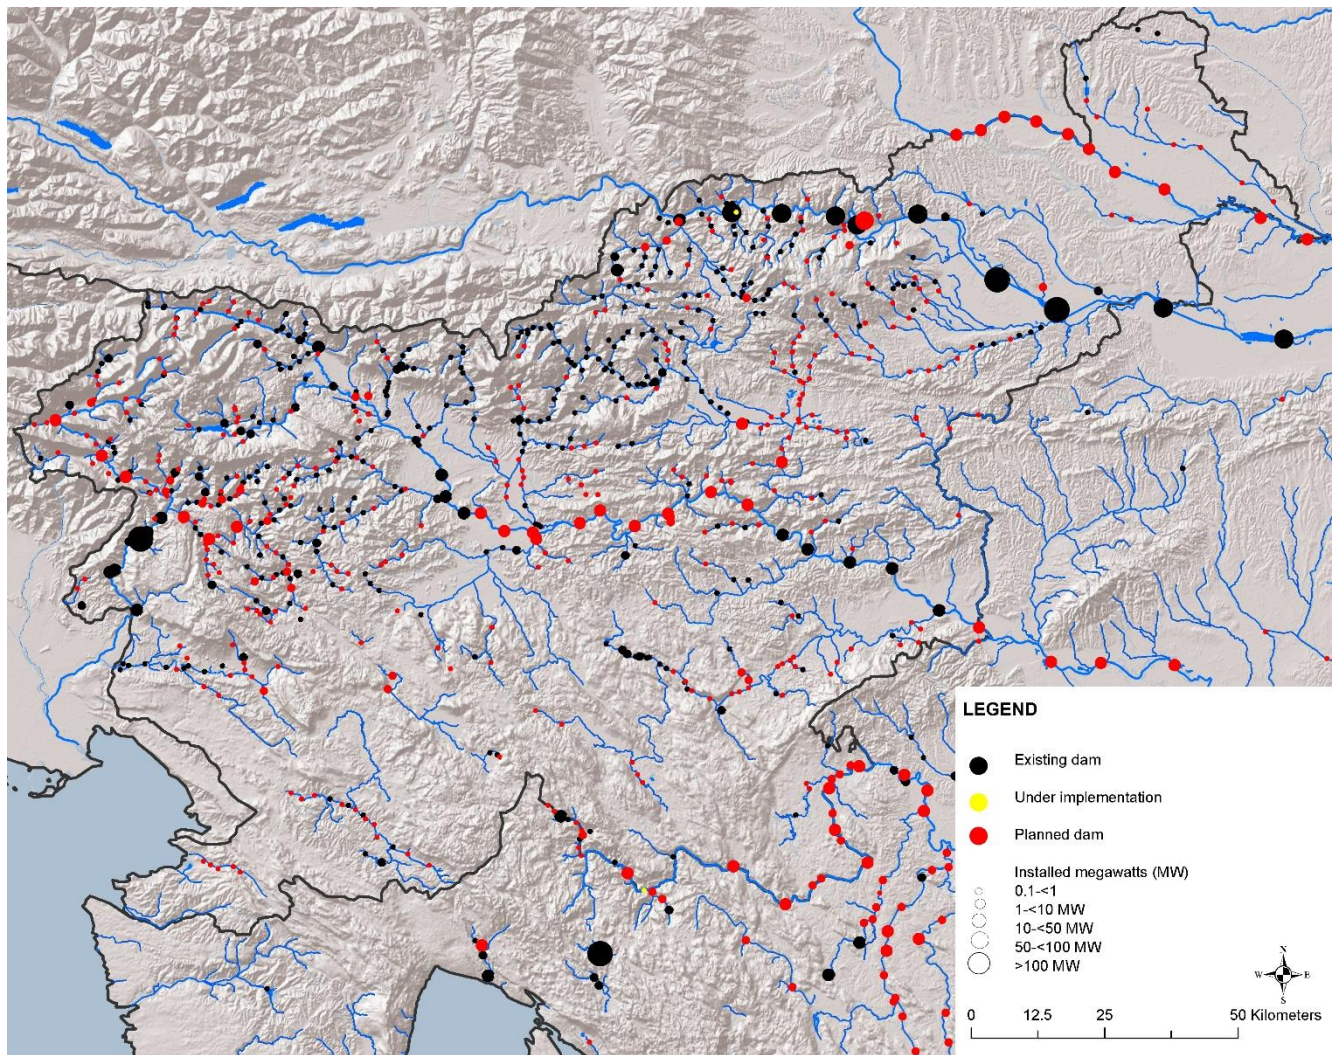 LEGEND
Existing dam
Under implementation
Planned dam
Installed megawatts (MW)
0.1-<1
1-<10 MW
10-<50 MW
50-<100 MW
>100 MW
N
W E
S
0 12.5 25 50 Kilometers